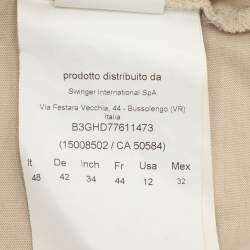 prodotto distribuito da
Swinger International SpA
Via Festara Vecchia, 44 - Bussolengo (VR)
Italia
B3GHD77611473
(15008502 / CA 50584)
It De Inch Fr Usa Mex
48 42 34 44 12 32